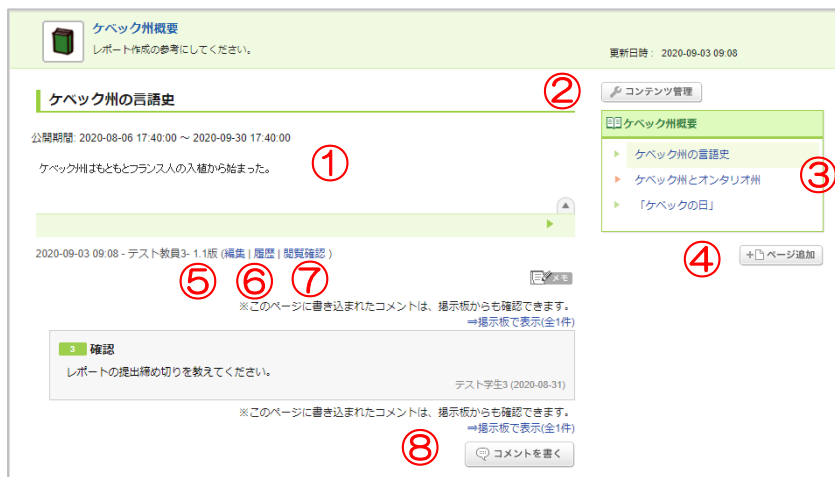 ケベック州概要
レポート作成の参考にしてください。
更新日時： 2020-09-03 09:08
ケベック州の言語史
②
コンテンツ管理
公開期間: 2020-08-06 17:40:00 ～ 2020-09-30 17:40:00
ケベック州はもともとフランス人の入植から始まった。
①
ケベック州概要
ケベック州の言語史
ケベック州とオンタリオ州
「ケベックの日」
③
④
ページ追加
2020-09-03 09:08 - テスト教員3- 1.1版 (編集 | 履歴 | 閲覧確認 )
⑤ ⑥ ⑦
メモ
※このページに書き込まれたコメントは、掲示板からも確認できます。
⇒掲示板で表示(全1件)
3 確認
レポートの提出締め切りを教えてください。
テスト学生3 (2020-08-31)
※このページに書き込まれたコメントは、掲示板からも確認できます。
⇒掲示板で表示(全1件)
⑧
コメントを書く